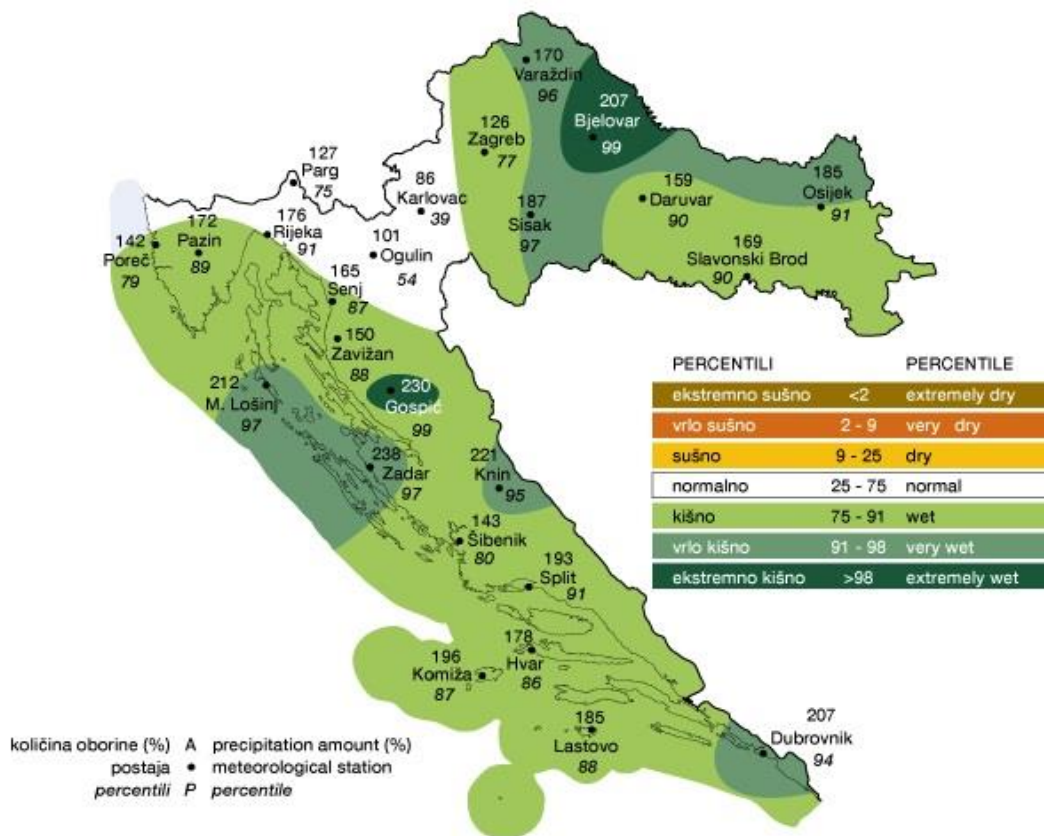 170
Varaždin
96
207
Bjelovar
99
126
Zagreb
77
127
Parg
75
86
Karlovac
39
185
Osijek
91
159
Daruvar
90
187
Sisak
97
172
Pazin
89
176
Rijeka
91
142
Poreč
79
101
Ogulin
54
169
Slavonski Brod
90
165
Senj
87
150
Zavižan
88
212
M. Lošinj
97
230
Gospić
99
238
Zadar
97
221
Knin
95
143
Šibenik
80
193
Split
91
178
Hvar
86
196
Komiža
87
185
Lastovo
88
207
Dubrovnik
94
PERCENTILI PERCENTILE
ekstremno sušno <2 extremely dry
vrlo sušno 2 - 9 very dry
sušno 9 - 25 dry
normalno 25 - 75 normal
kišno 75 - 91 wet
vrlo kišno 91 - 98 very wet
ekstremno kišno >98 extremely wet
količina oborine (%) A precipitation amount (%)
postaja • meteorological station
percentili P percentile